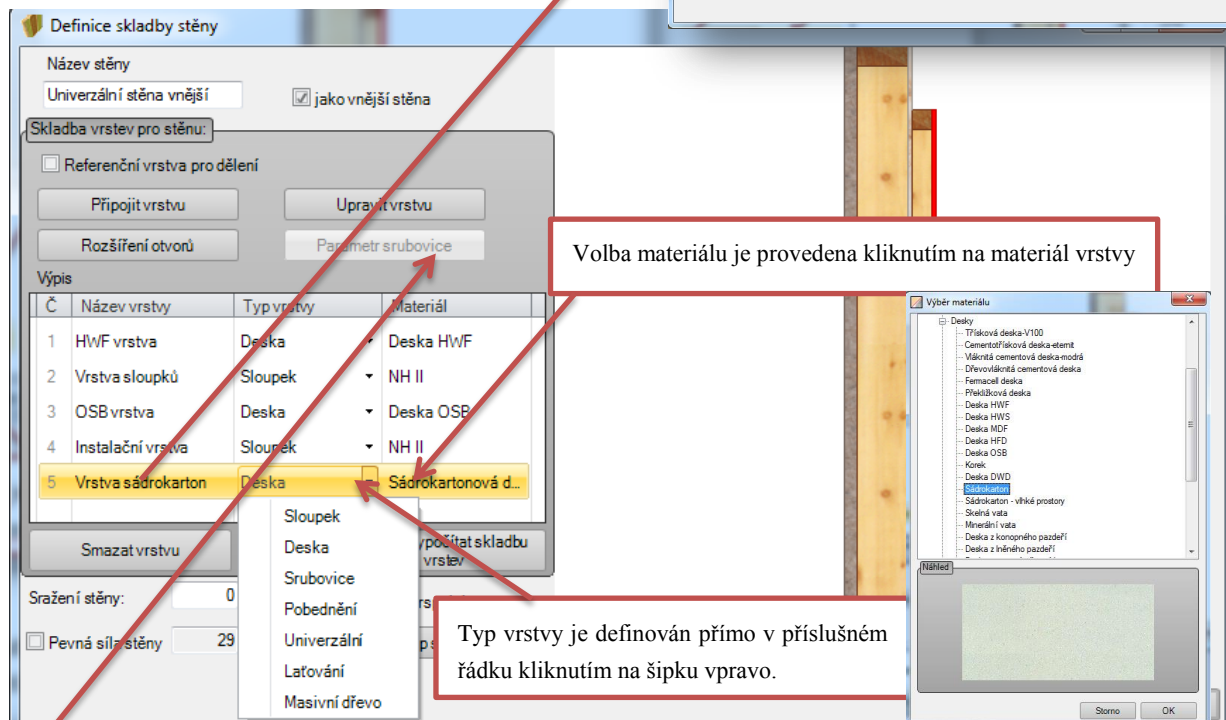 Definice skladby stěny
Název stěny
Univerzální stěna vnější
jako vnější stěna
Skladba vrstev pro stěnu:
Referenční vrstva pro dělení
Připojit vrstvu
Upravit vrstvu
Rozšíření otvorů
Parametr srubovice
Výpis
Č Název vrstvy Typ vrstvy Materiál
1 HWF vrstva Deska Deska HWF
2 Vrstva sloupků Sloupek NH II
3 OSB vrstva Deska Deska OSB
4 Instalační vrstva Sloupek NH II
5 Vrstva sádrokarton Deska Sádrokartonová d...
Sloupek
Deska
Srubovice
Pobednění
Univerzální
Laťování
Masivní dřevo
Smazat vrstvu
skladbu
vrstev
Sražení stěny: 0
Pevná síla stěny 29
Volba materiálu je provedena kliknutím na materiál vrstvy
Typ vrstvy je definován přímo v příslušném
řádku kliknutím na šipku vpravo.
Výběr materiálu
Desky
Třísková deska-V100
Cementotřísková deska-eternit
Vláknitá cementová deska-modrá
Dřevovláknitá cementová deska
Fermacell deska
Překližková deska
Deska HWF
Deska HWS
Deska MDF
Deska HFD
Deska OSB
Korek
Deska DWD
Sádrokarton
Sádrokarton - vlhké prostory
Skelná vata
Minerální vata
Deska z konopného pazdeří
Deska z lněného pazdeří
Náhled
Storno
OK